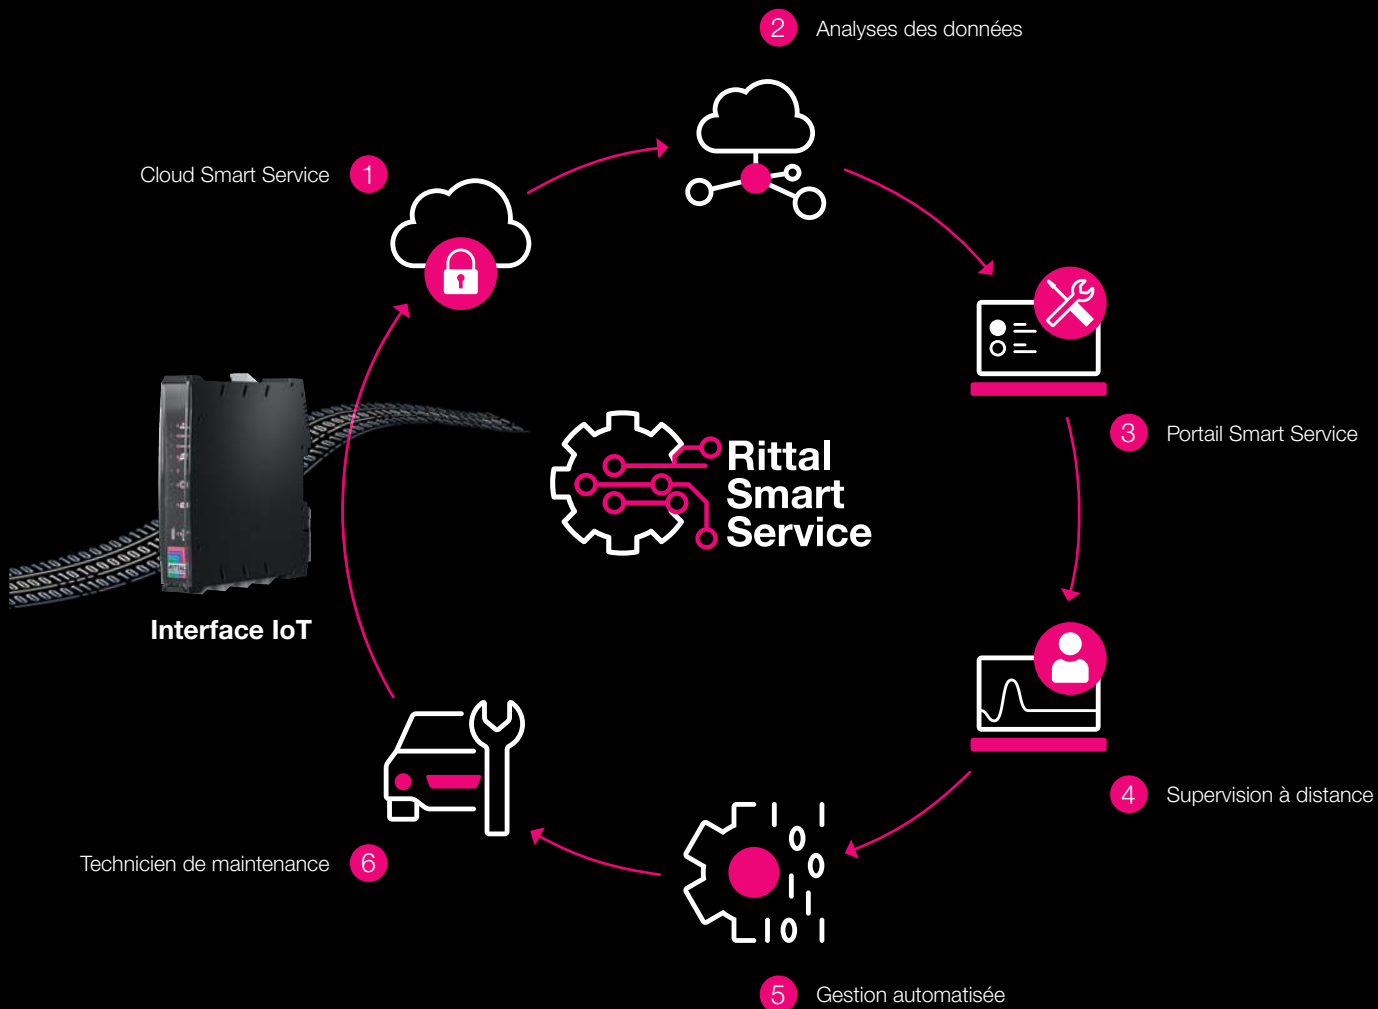 2 Analyses des données
Cloud Smart Service 1
3 Portail Smart Service
Rittal
Smart
Service
Interface IoT
4 Supervision à distance
Technicien de maintenance 6
5 Gestion automatisée